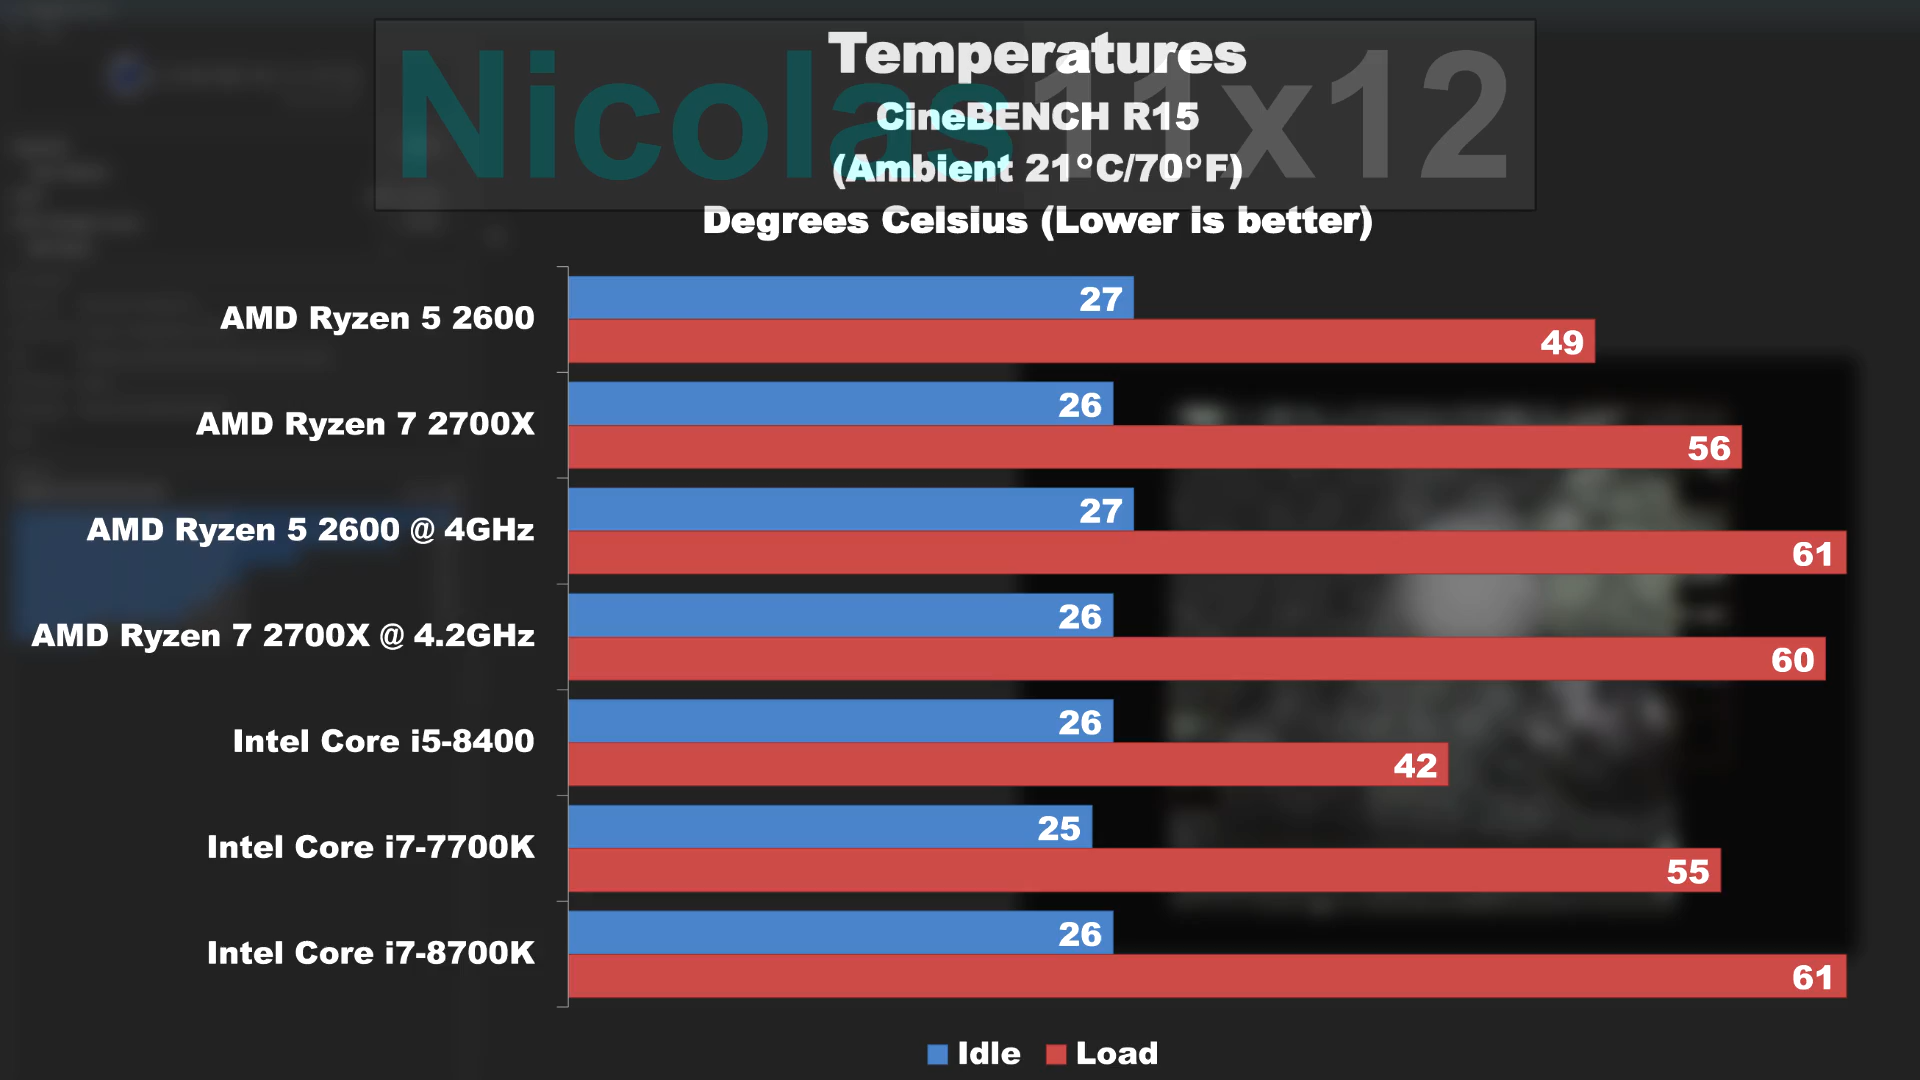 Nicolas11x12
Temperatures
CineBENCH R15
(Ambient 21°C/70°F)
Degrees Celsius (Lower is better)
AMD Ryzen 5 2600
27
49
AMD Ryzen 7 2700X
26
56
AMD Ryzen 5 2600 @ 4GHz
27
61
AMD Ryzen 7 2700X @ 4.2GHz
26
60
Intel Core i5-8400
26
42
Intel Core i7-7700K
25
55
Intel Core i7-8700K
26
61
Idle Load